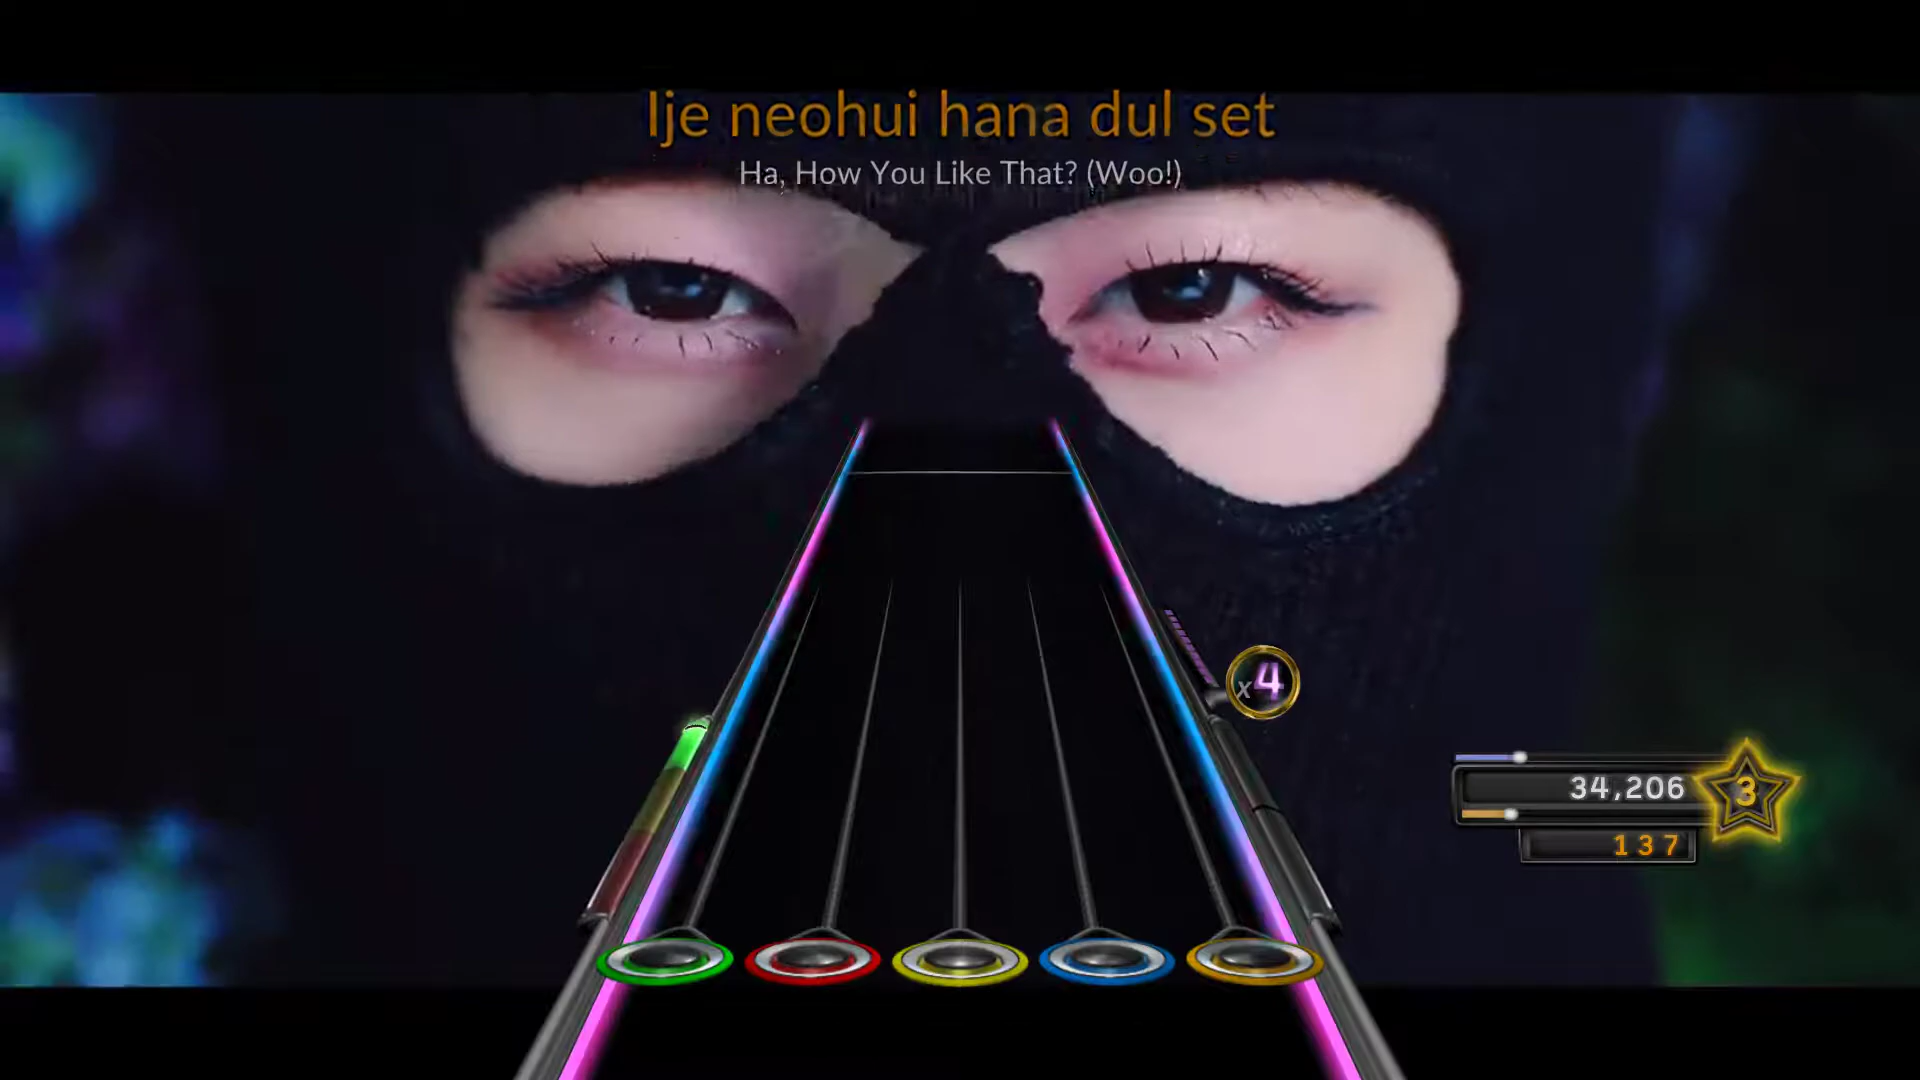 Ije neohui hana dul set
Ha, How You Like That? (Woo!)
x4
34,206
3
137